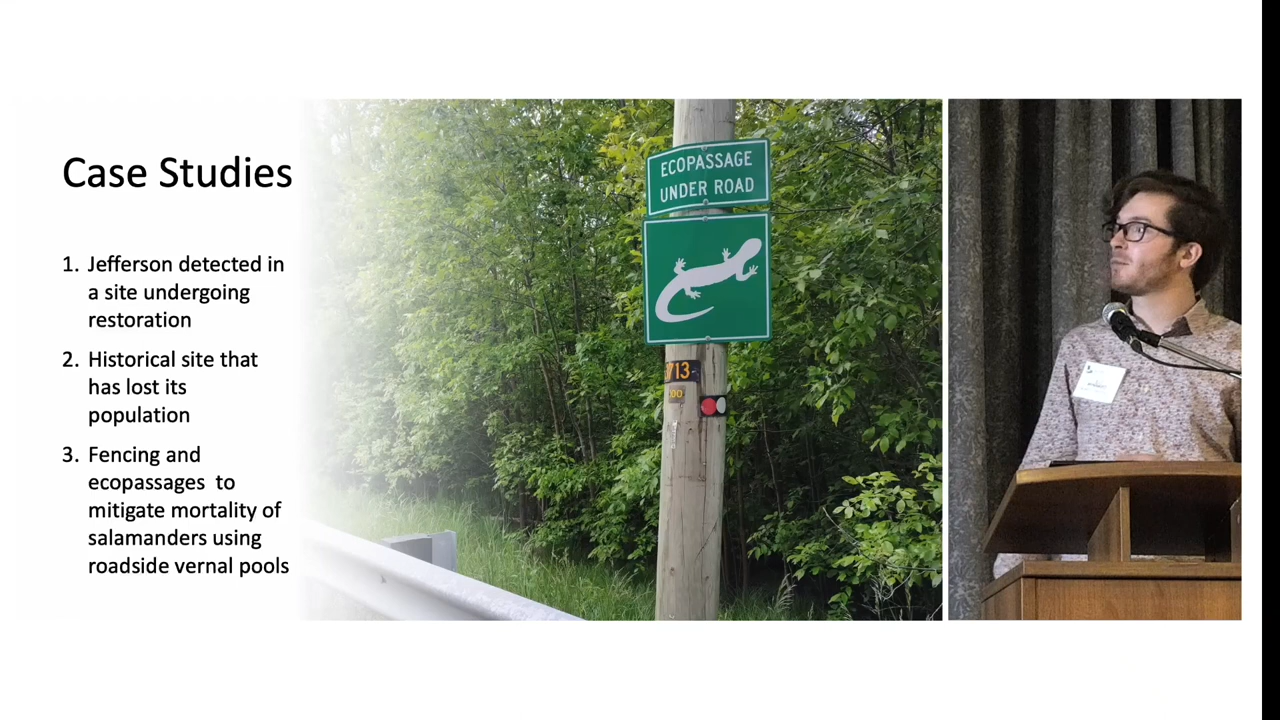 Case Studies
1. Jefferson detected in
a site undergoing
restoration
2. Historical site that
has lost its
population
3. Fencing and
ecopassages to
mitigate mortality of
salamanders using
roadside vernal pools
ECOPASSAGE
UNDER ROAD
713
00